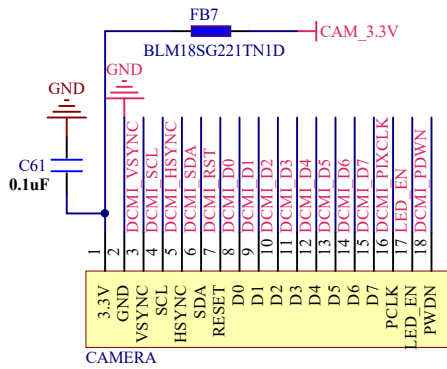 FB7
BLM18SG221TN1D
CAM_3.3V
GND
GND
C61
0.1uF
DCMI_VSYNC
DCMI_SCL
DCMI_HSYNC
DCMI_SDA
DCMI_RST
DCMI_D0
DCMI_D1
DCMI_D2
DCMI_D3
DCMI_D4
DCMI_D5
DCMI_D6
DCMI_D7
DCMI_PIXCLK
LED_EN
DCMI_PDWN
1
2
3
4
5
6
7
8
9
10
11
12
13
14
15
16
17
18
3.3V
GND
VSYNC
SCL
HSYNC
SDA
RESET
D0
D1
D2
D3
D4
D5
D6
D7
PCLK
LED_EN
PWDN
CAMERA